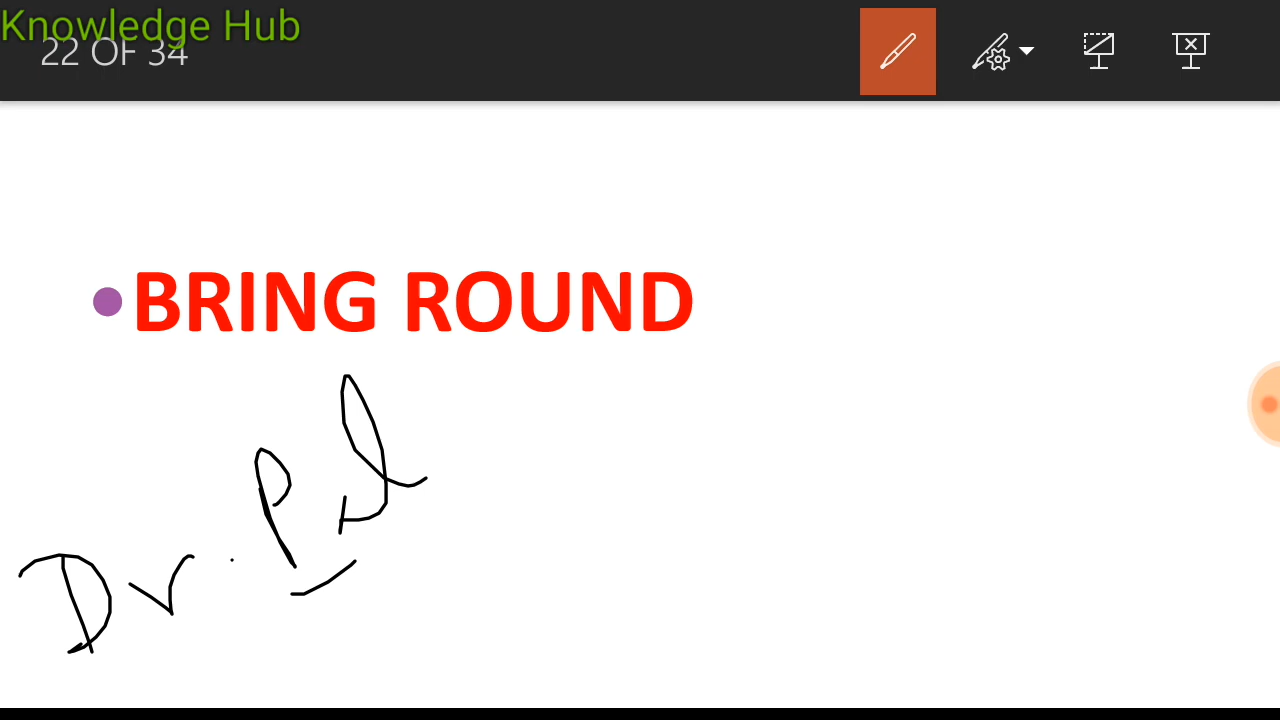 Knowledge Hub
22 OF 34
•BRING ROUND
Dr.